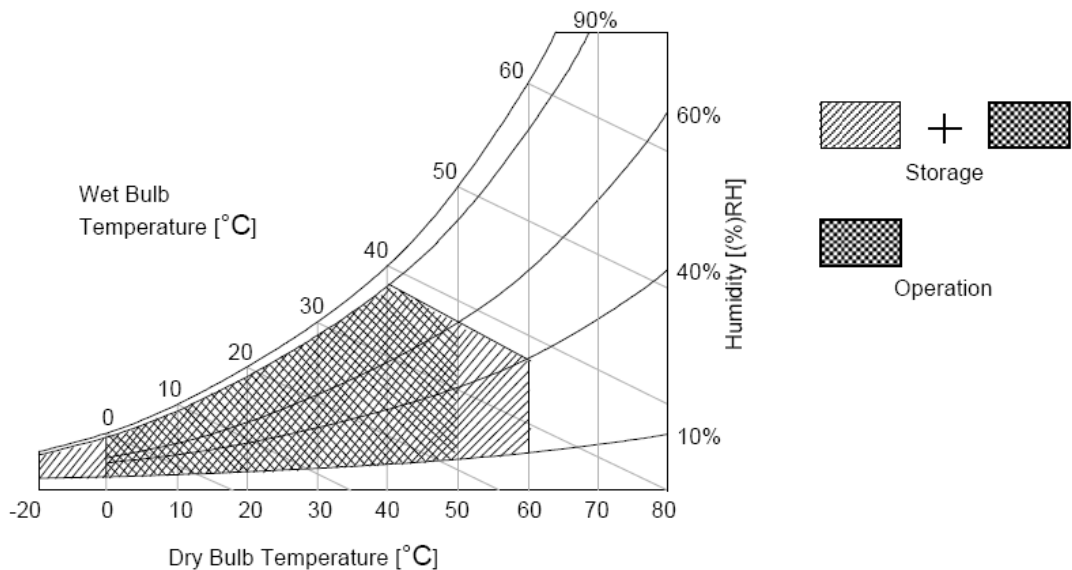 90%
60
60%
50
Wet Bulb
Temperature [°C]
40
40%
30
20
10
0
10%
Humidity [(%)RH]
-20 0 10 20 30 40 50 60 70 80
Dry Bulb Temperature [°C]
+
Storage
Operation